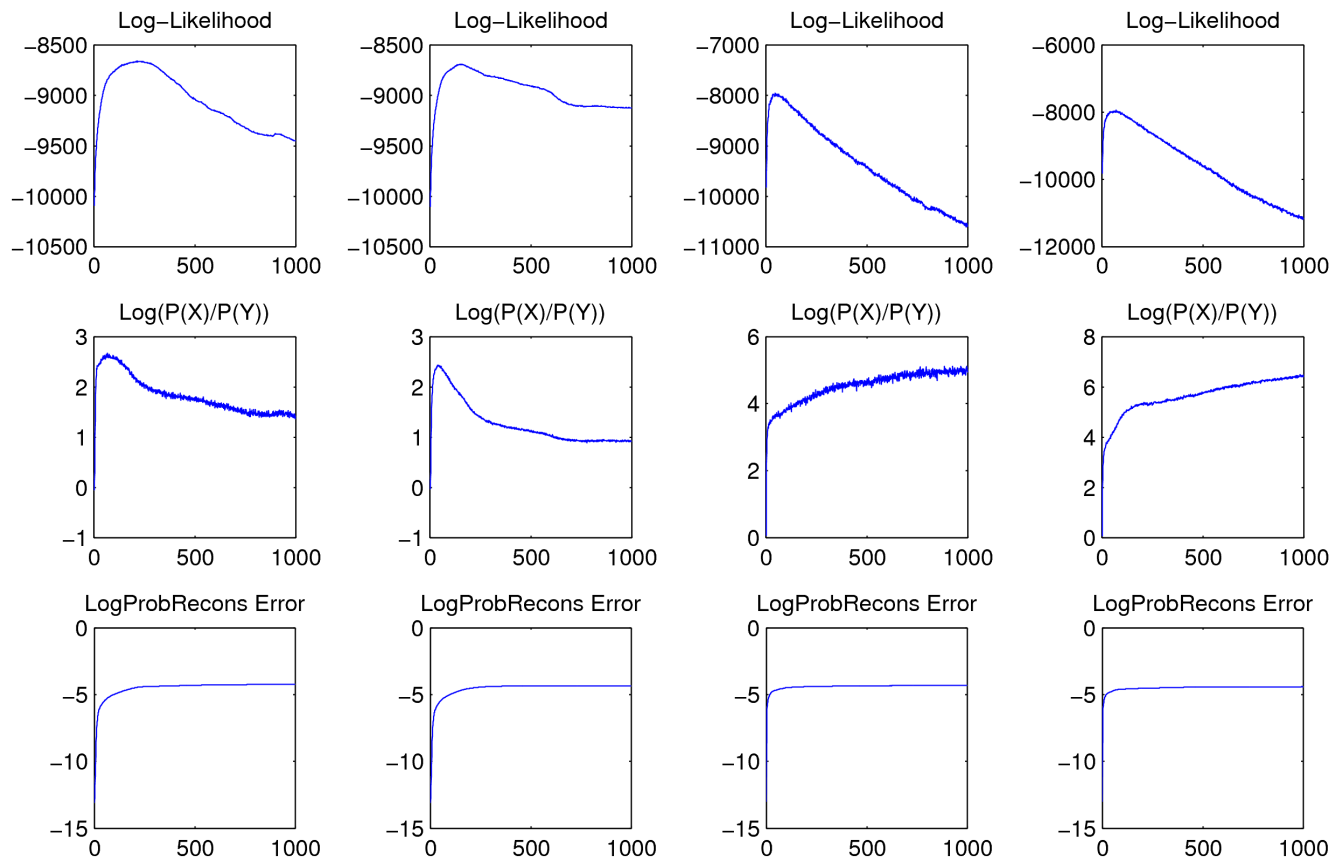 Log−Likelihood Log−Likelihood Log−Likelihood Log−Likelihood
−8500 −8500 −7000 −6000
−9000 −9000 −8000 −8000
−9500 −9500 −9000 −10000
−10000 −10000 −10000
−10500 −10500 −11000 −12000
0 500 1000 0 500 1000 0 500 1000 0 500 1000
Log(P(X)/P(Y)) Log(P(X)/P(Y)) Log(P(X)/P(Y)) Log(P(X)/P(Y))
3 3 6 8
2 2 4 6
1 1 2 4
0 0 2
−1 −1 0 0
0 500 1000 0 500 1000 0 500 1000 0 500 1000
LogProbRecons Error LogProbRecons Error LogProbRecons Error LogProbRecons Error
0 0 0 0
−5 −5 −5 −5
−10 −10 −10 −10
−15 −15 −15 −15
0 500 1000 0 500 1000 0 500 1000 0 500 1000